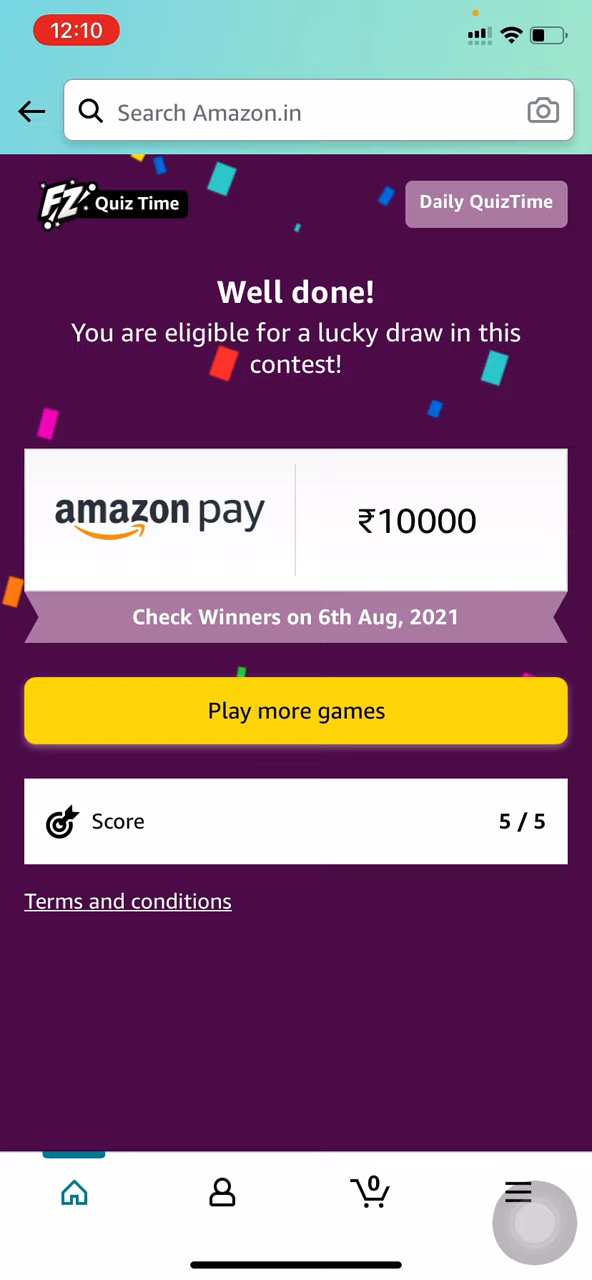 12:10
Search Amazon.in
FZ Quiz Time
Daily QuizTime
Well done!
You are eligible for a lucky draw in this
contest!
amazon pay
₹10000
Check Winners on 6th Aug, 2021
Play more games
Score
5 / 5
Terms and conditions
0